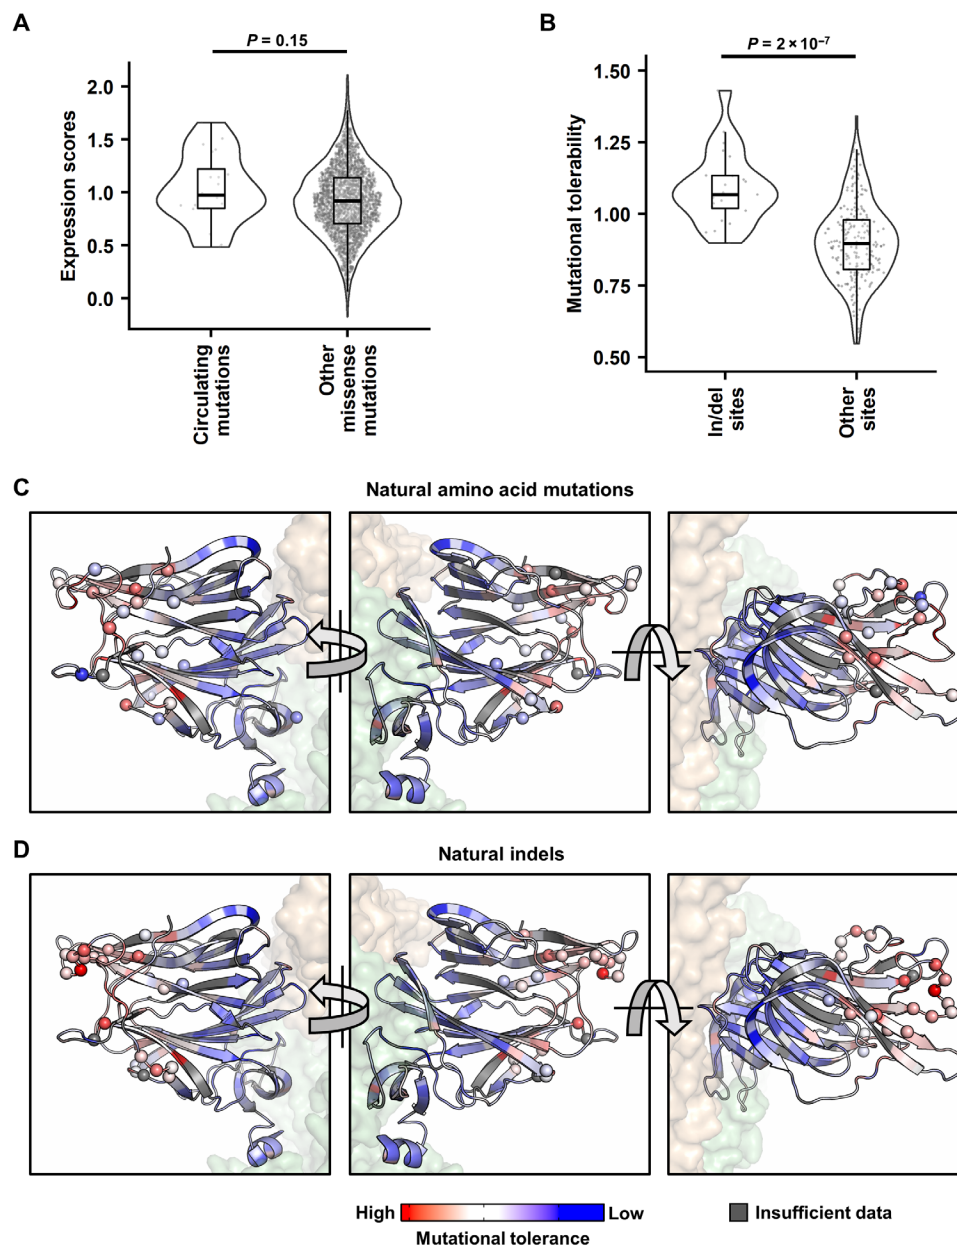 A
P = 0.15
Expression scores
2.0
1.5
1.0
0.5
0.0
Circulating
mutations
Other
missense
mutations
B
P = 2 × 10⁻⁷
Mutational tolerability
1.50
1.25
1.00
0.75
0.50
In/del
sites
Other
sites
C
Natural amino acid mutations
D
Natural indels
High
Low
Mutational tolerance
Insufficient data